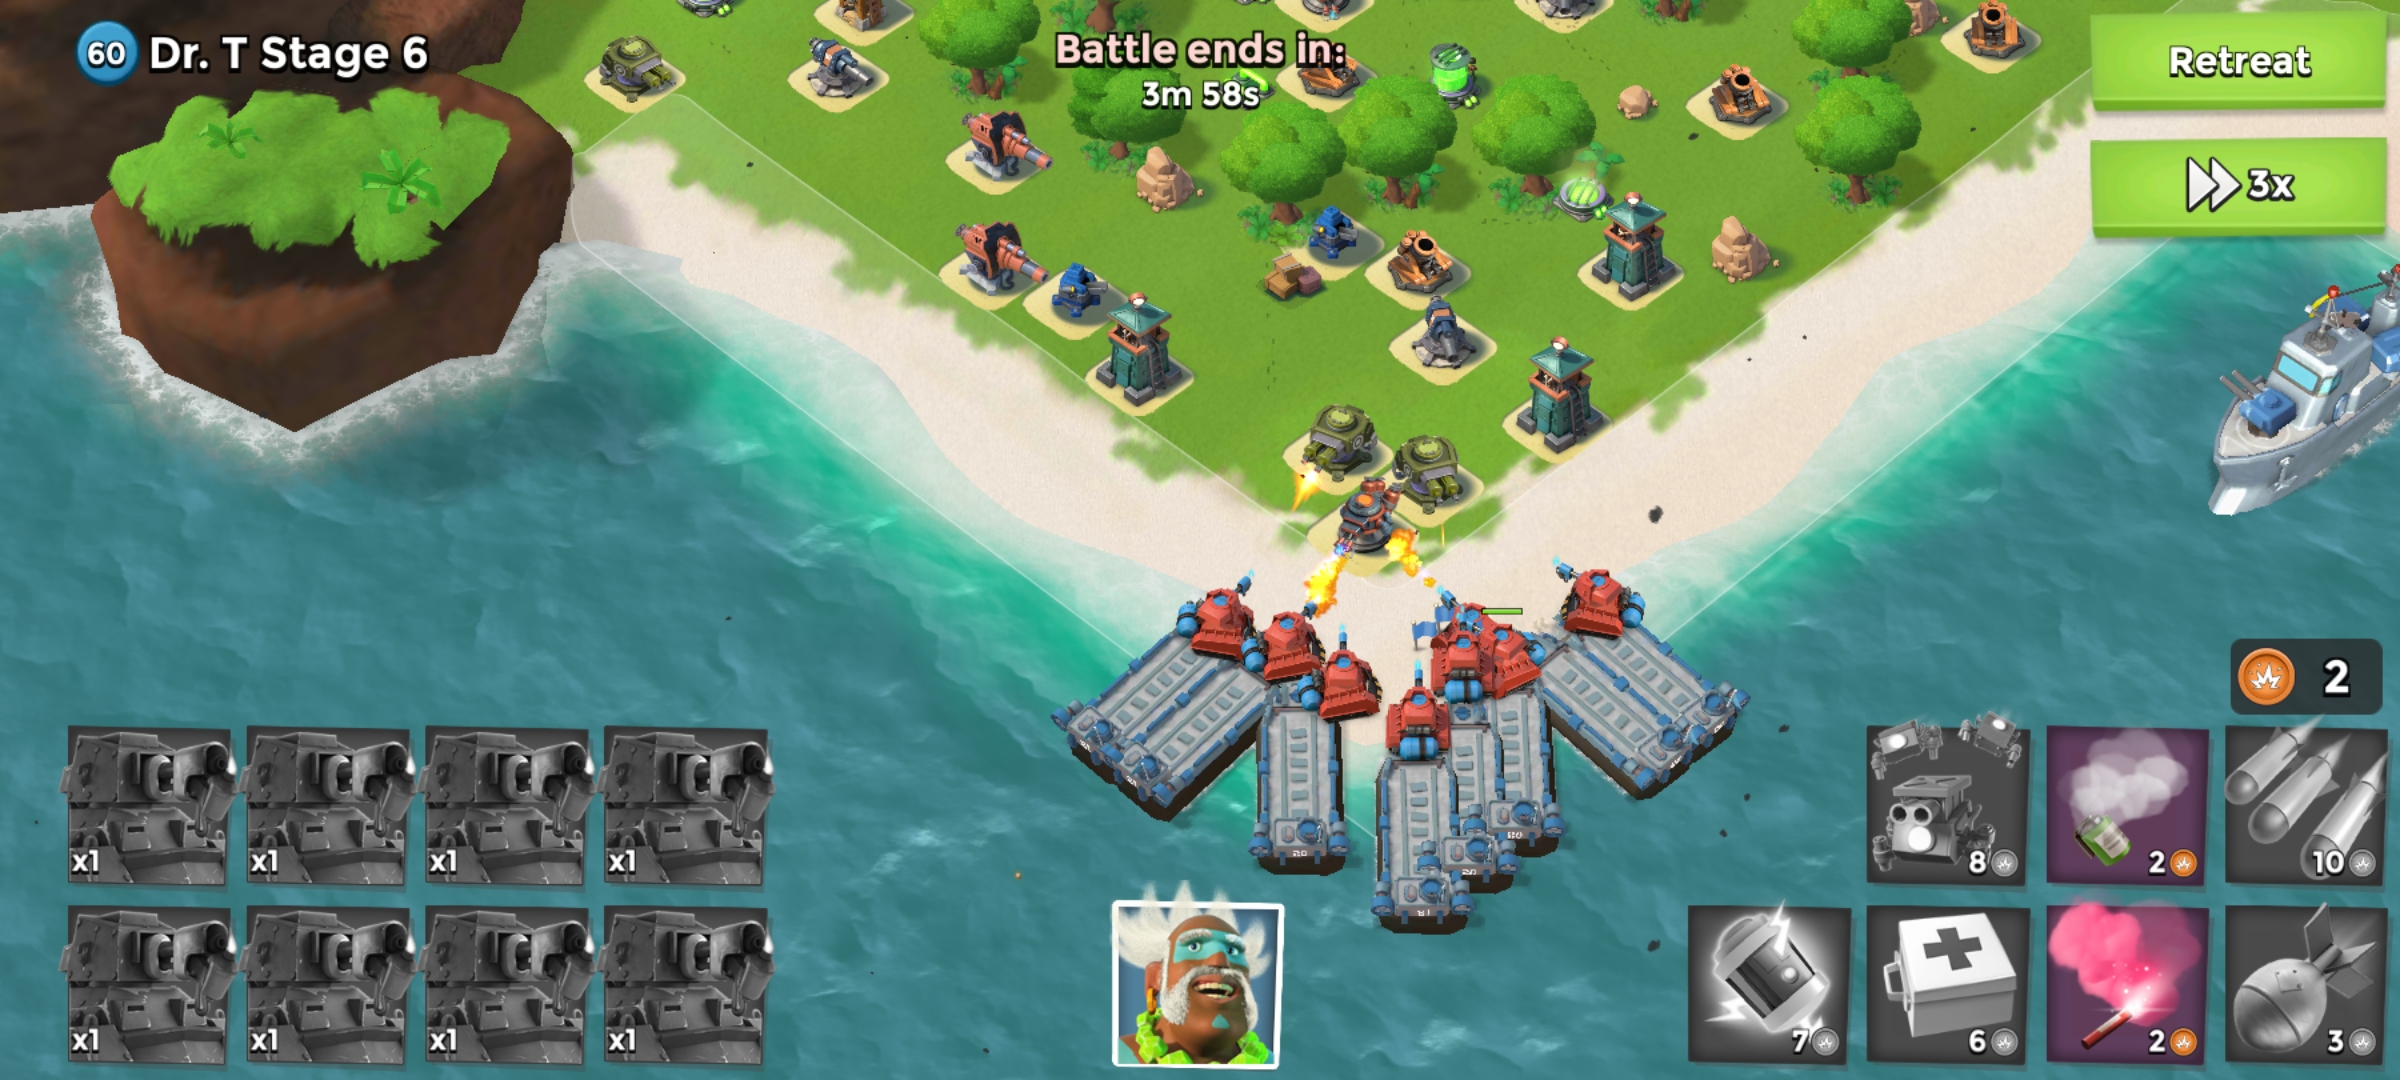 60 Dr. T Stage 6
Battle ends in:
3m 58s
Retreat
3x
2
x1 x1 x1 x1
8 2 10
x1 x1 x1 x1
7 6 2 3